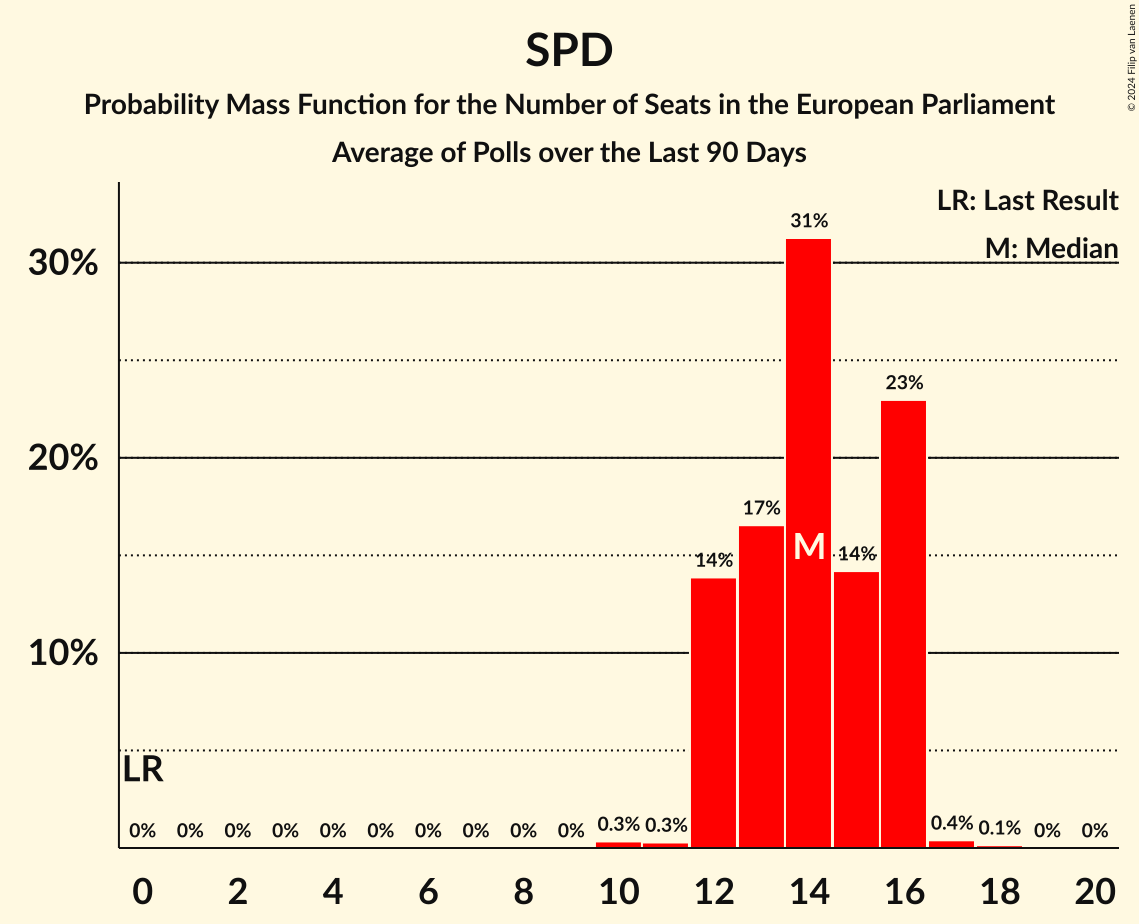 SPD
Probability Mass Function for the Number of Seats in the European Parliament
Average of Polls over the Last 90 Days
© 2024 Filip van Laenen
LR: Last Result
M: Median
30%
20%
10%
31%
23%
17%
M
14%
14%
LR
0% 0% 0% 0% 0% 0% 0% 0% 0% 0% 0.3% 0.3% 0.4% 0.1% 0% 0%
0 2 4 6 8 10 12 14 16 18 20